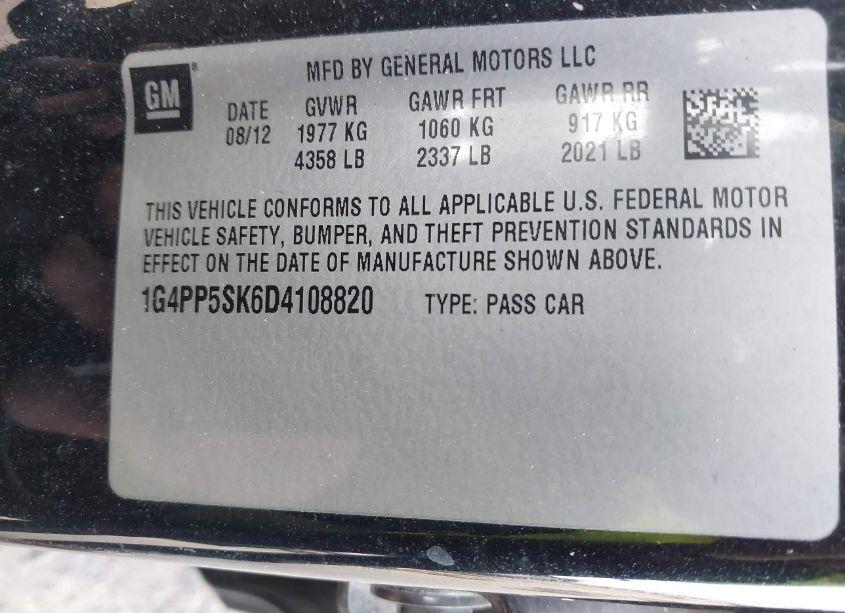 MFD BY GENERAL MOTORS LLC
GM®
DATE GVWR GAWR FRT GAWR RR
08/12 1977 KG 1060 KG 917 KG
4358 LB 2337 LB 2021 LB
THIS VEHICLE CONFORMS TO ALL APPLICABLE U.S. FEDERAL MOTOR
VEHICLE SAFETY, BUMPER, AND THEFT PREVENTION STANDARDS IN
EFFECT ON THE DATE OF MANUFACTURE SHOWN ABOVE.
1G4PP5SK6D4108820 TYPE: PASS CAR